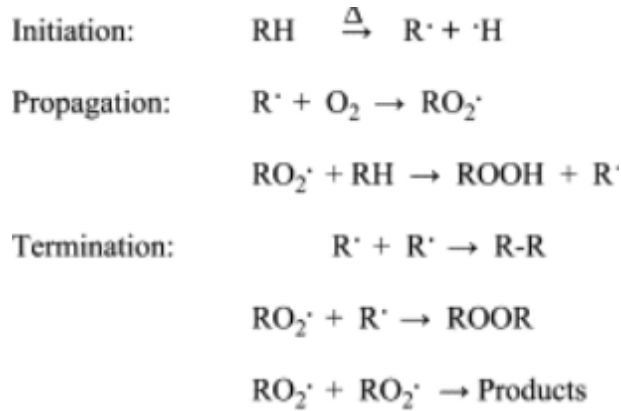 Initiation: RH Δ→ R· + ·H
Propagation: R· + O₂ → RO₂·
RO₂· + RH → ROOH + R·
Termination: R· + R· → R-R
RO₂· + R· → ROOR
RO₂· + RO₂· → Products